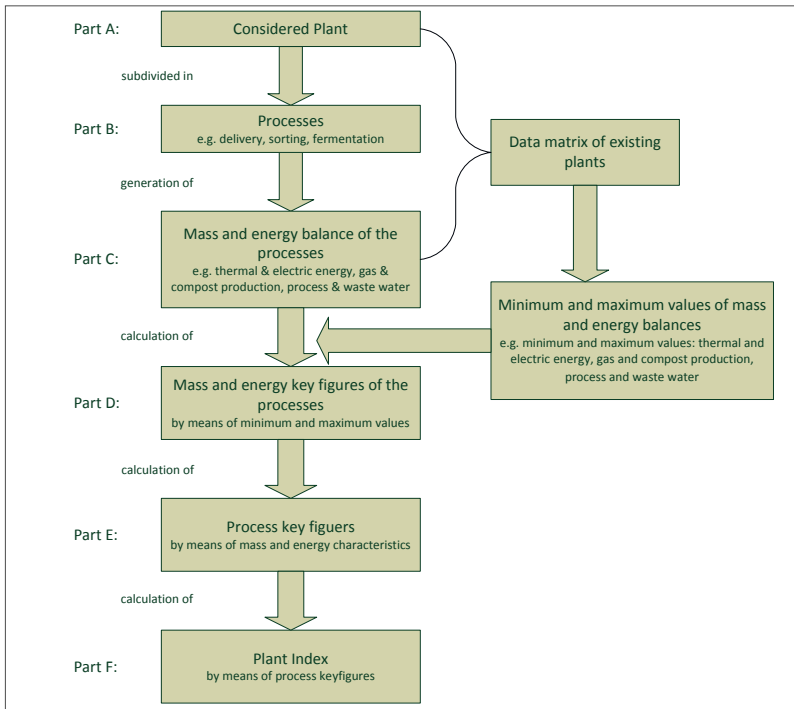 Part A:
Considered Plant
subdivided in
Part B:
Processes
e.g. delivery, sorting, fermentation
Data matrix of existing
plants
generation of
Part C:
Mass and energy balance of the
processes
e.g. thermal & electric energy, gas &
compost production, process & waste water
Minimum and maximum values of mass
and energy balances
e.g. minimum and maximum values: thermal and
electric energy, gas and compost production,
process and waste water
calculation of
Part D:
Mass and energy key figures of the
processes
by means of minimum and maximum values
calculation of
Part E:
Process key figuers
by means of mass and energy characteristics
calculation of
Part F:
Plant Index
by means of process keyfigures